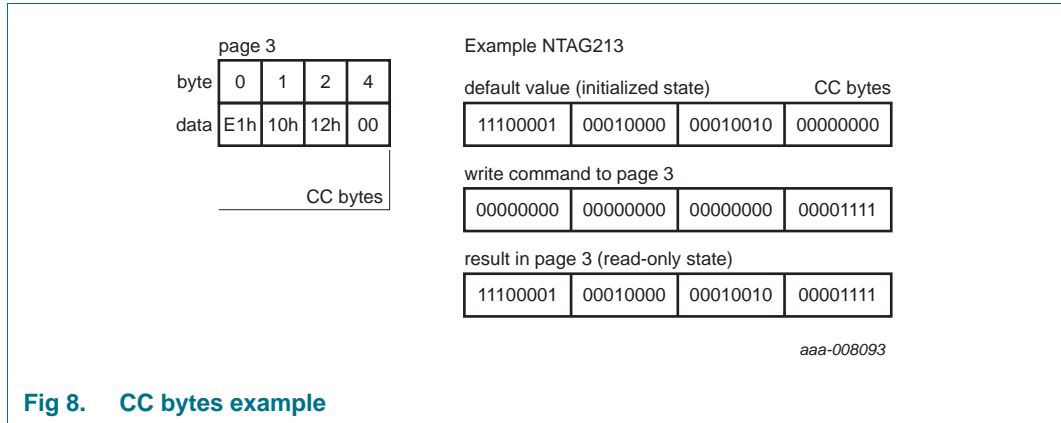 page 3
byte 0 1 2 4
data E1h 10h 12h 00
CC bytes
Example NTAG213
default value (initialized state) CC bytes
11100001 00010000 00010010 00000000
write command to page 3
00000000 00000000 00000000 00001111
result in page 3 (read-only state)
11100001 00010000 00010010 00001111
aaa-008093
Fig 8. CC bytes example